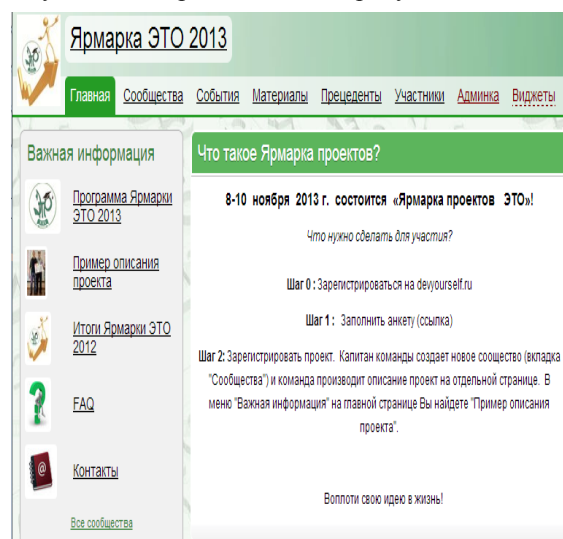 Ярмарка ЭТО 2013
Главная Сообщества События Материалы Прецеденты Участники Админка Виджеты
Важная информация
Программа Ярмарки
ЭТО 2013
Пример описания
проекта
Итоги Ярмарки ЭТО
2012
FAQ
Контакты
Все сообщества
Что такое Ярмарка проектов?
8-10 ноября 2013 г. состоится «Ярмарка проектов ЭТО»!
Что нужно сделать для участия?
Шаг 0 : Зарегистрироваться на devyourself.ru
Шаг 1 : Заполнить анкету (ссылка)
Шаг 2: Зарегистрировать проект. Капитан команды создает новое соощество (вкладка
"Сообщества") и команда производит описание проект на отдельной странице. В
меню "Важная информация" на главной странице Вы найдете "Пример описания
проекта".
Воплоти свою идею в жизнь!